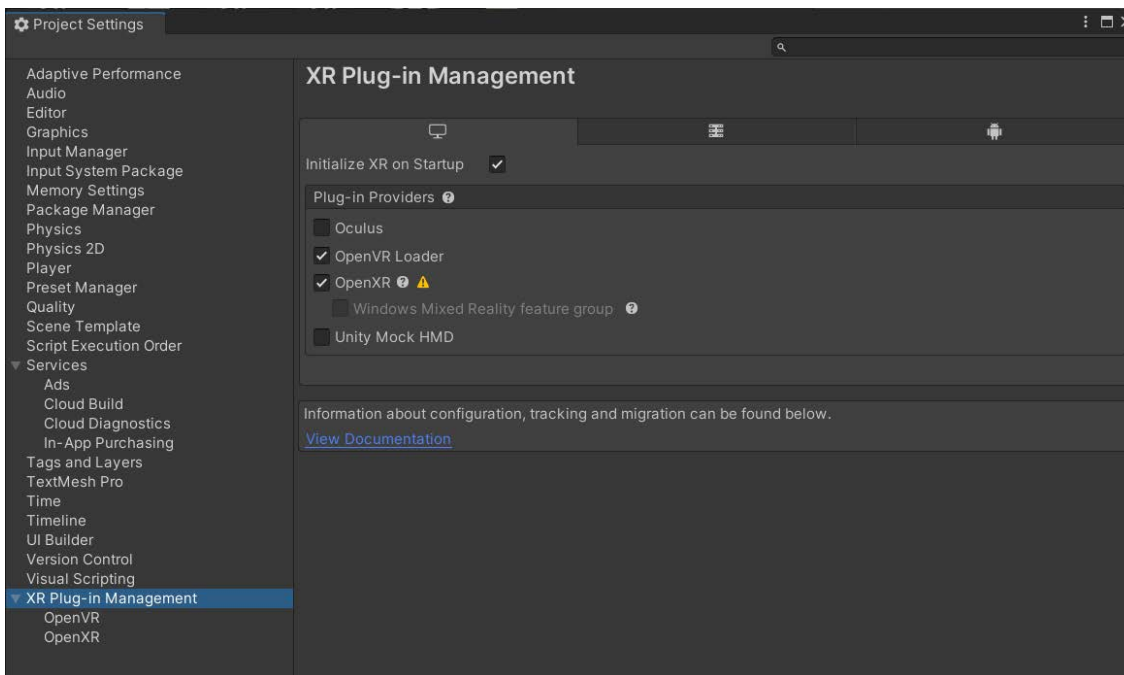 Project Settings
Adaptive Performance
Audio
Editor
Graphics
Input Manager
Input System Package
Memory Settings
Package Manager
Physics
Physics 2D
Player
Preset Manager
Quality
Scene Template
Script Execution Order
Services
Ads
Cloud Build
Cloud Diagnostics
In-App Purchasing
Tags and Layers
TextMesh Pro
Time
Timeline
UI Builder
Version Control
Visual Scripting
XR Plug-in Management
OpenVR
OpenXR
XR Plug-in Management
Initialize XR on Startup
Plug-in Providers
Oculus
OpenVR Loader
OpenXR
Windows Mixed Reality feature group
Unity Mock HMD
Information about configuration, tracking and migration can be found below.
View Documentation